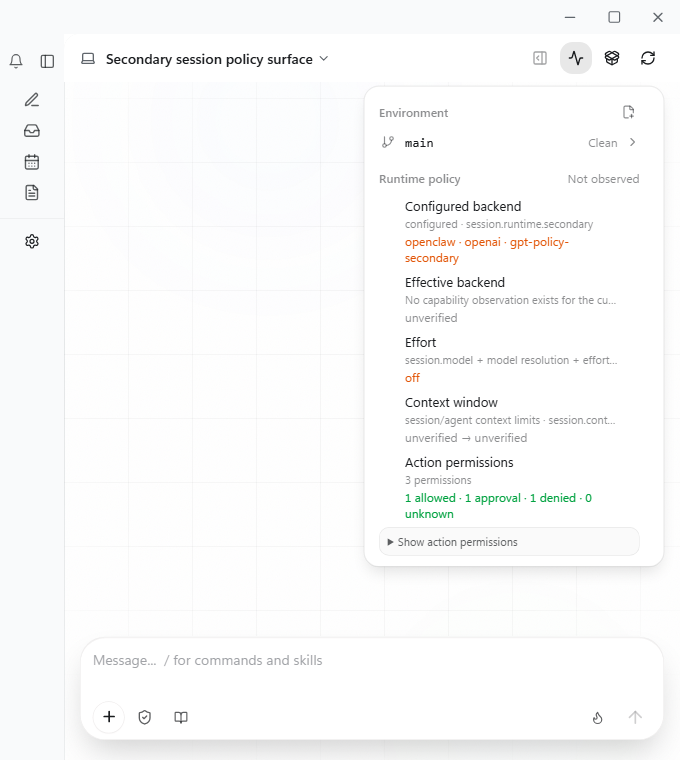 Secondary session policy surface
Environment
main Clean
Runtime policy Not observed
Configured backend
configured · session.runtime.secondary
openclaw · openai · gpt-policy-
secondary
Effective backend
No capability observation exists for the cu...
unverified
Effort
session.model + model resolution + effort...
off
Context window
session/agent context limits · session.cont...
unverified → unverified
Action permissions
3 permissions
1 allowed · 1 approval · 1 denied · 0
unknown
Show action permissions
Message... / for commands and skills